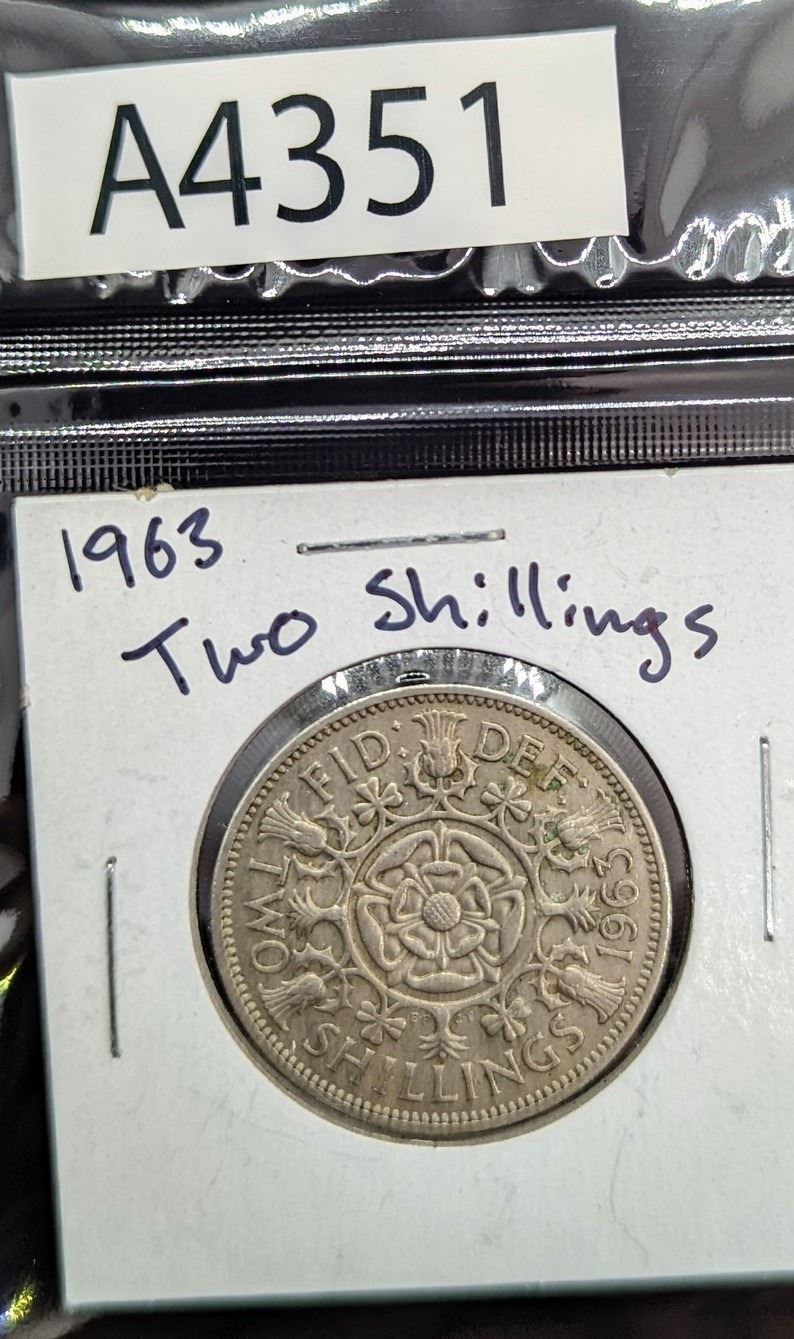 A4351
1963
Two Shillings
FID: DEF:
1963
TWO
SHILLINGS